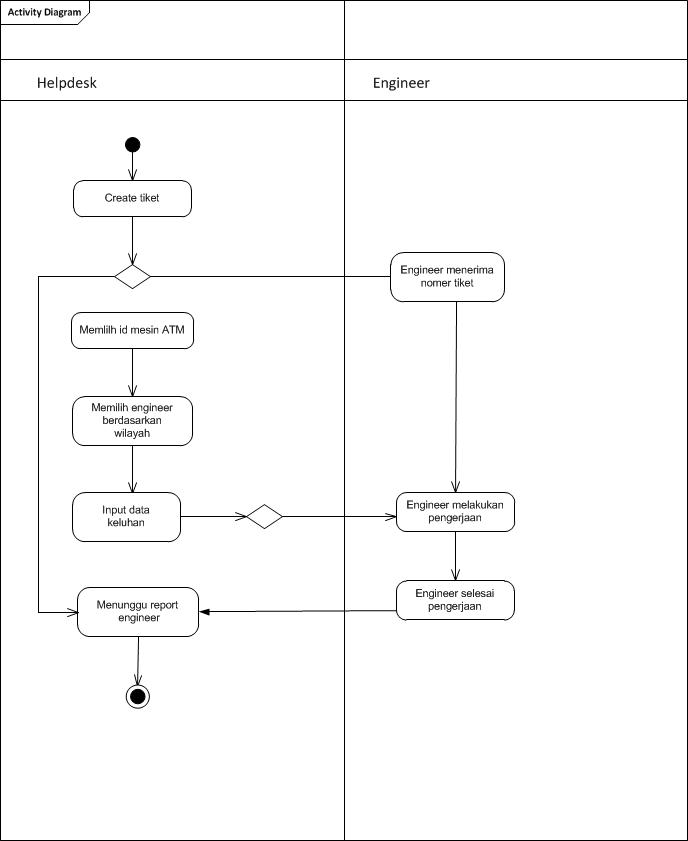 Activity Diagram
Helpdesk
Engineer
Create tiket
Engineer menerima
nomer tiket
Memlilh id mesin ATM
Memilih engineer
berdasarkan
wilayah
Input data
keluhan
Engineer melakukan
pengerjaan
Engineer selesai
pengerjaan
Menunggu report
engineer